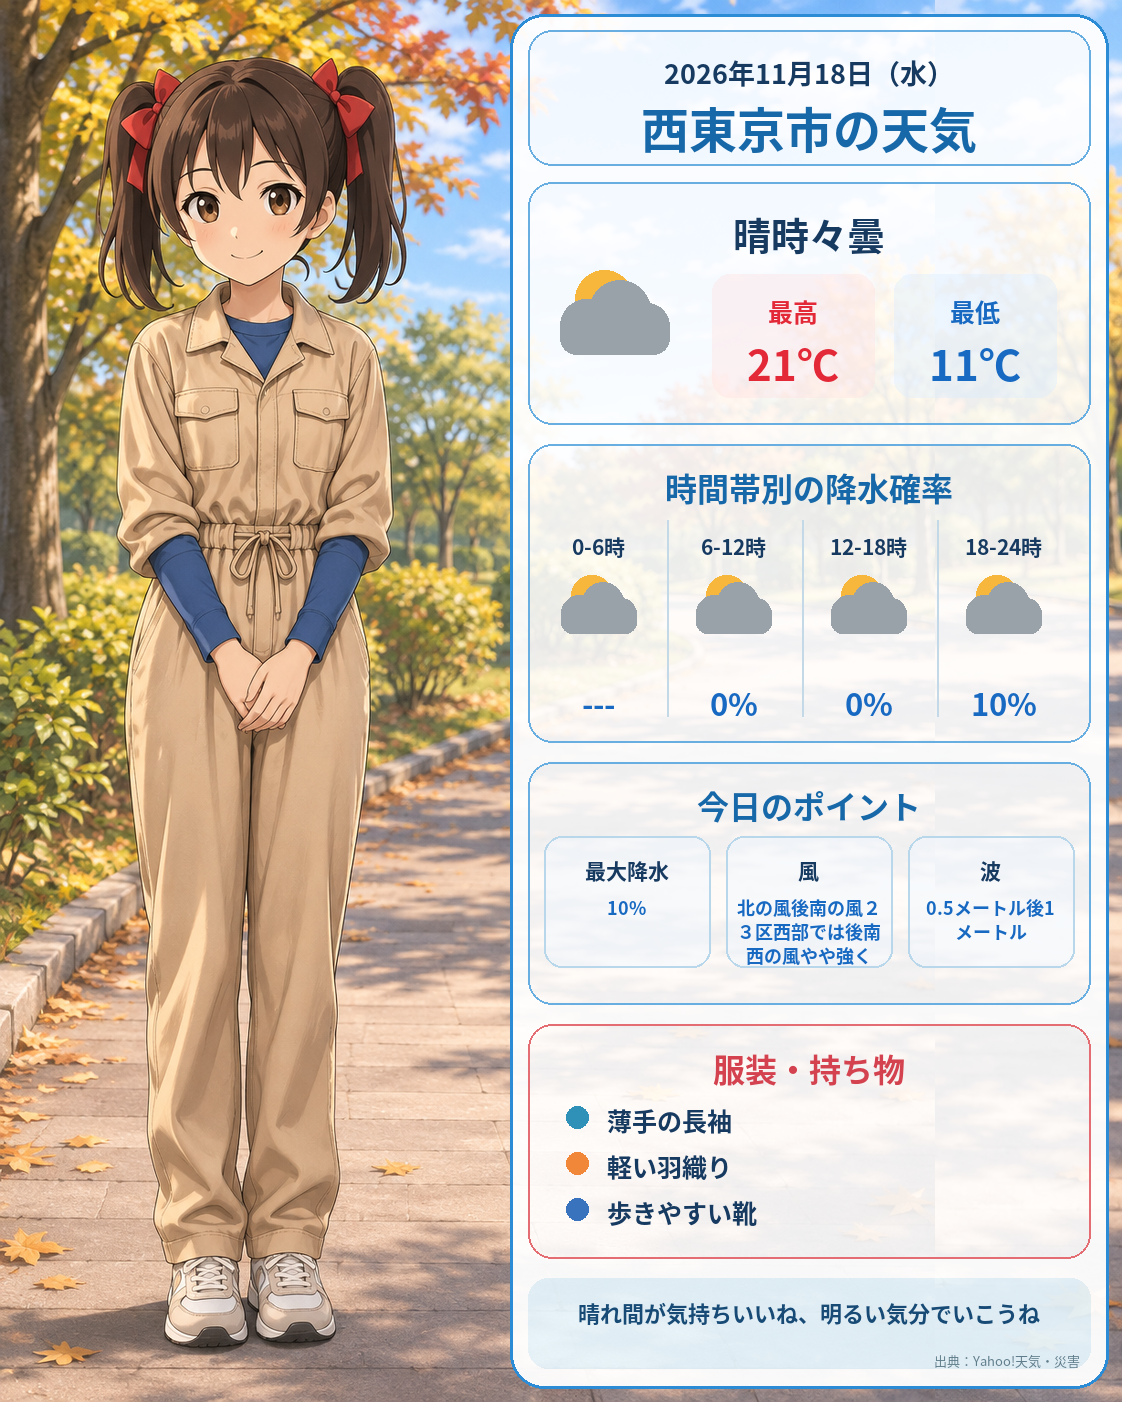 2026年11月18日（水）
西東京市の天気
晴時々曇
最高
21℃
最低
11℃
時間帯別の降水確率
0-6時
6-12時
12-18時
18-24時
---
0%
0%
10%
今日のポイント
最大降水
10%
風
北の風後南の風２
３区西部では後南
西の風やや強く
波
0.5メートル後1
メートル
服装・持ち物
薄手の長袖
軽い羽織り
歩きやすい靴
晴れ間が気持ちいいね、明るい気分でいこうね
出典：Yahoo!天気・災害